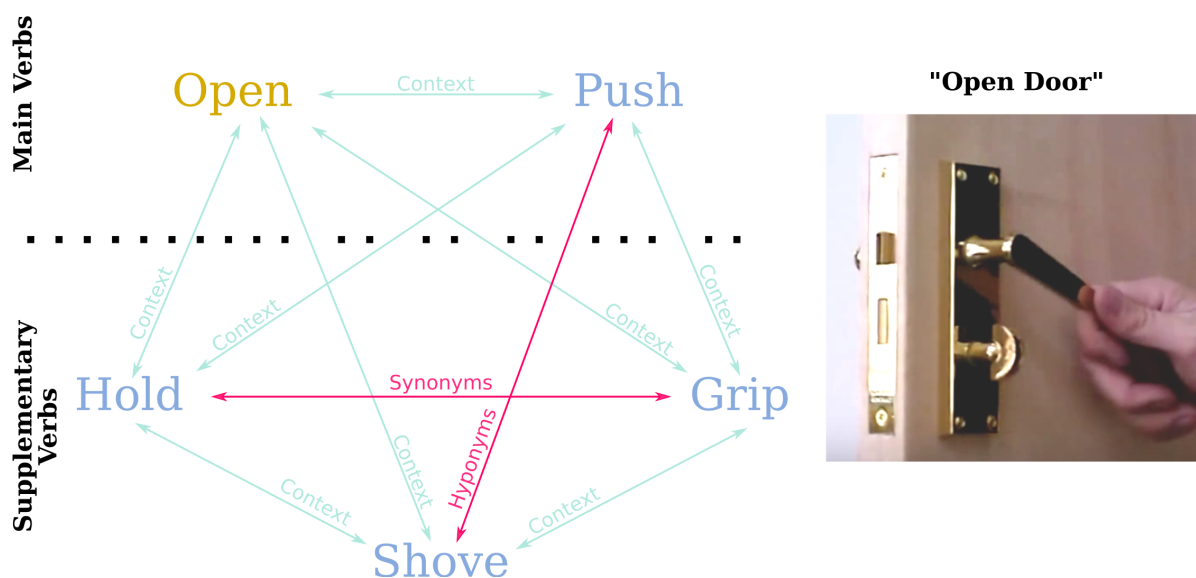 Main Verbs
Open
Context
Push
"Open Door"
Context
Context
Context
Context
Supplementary
Verbs
Hold
Synonyms
Grip
Hyponyms
Context
Context
Context
Shove